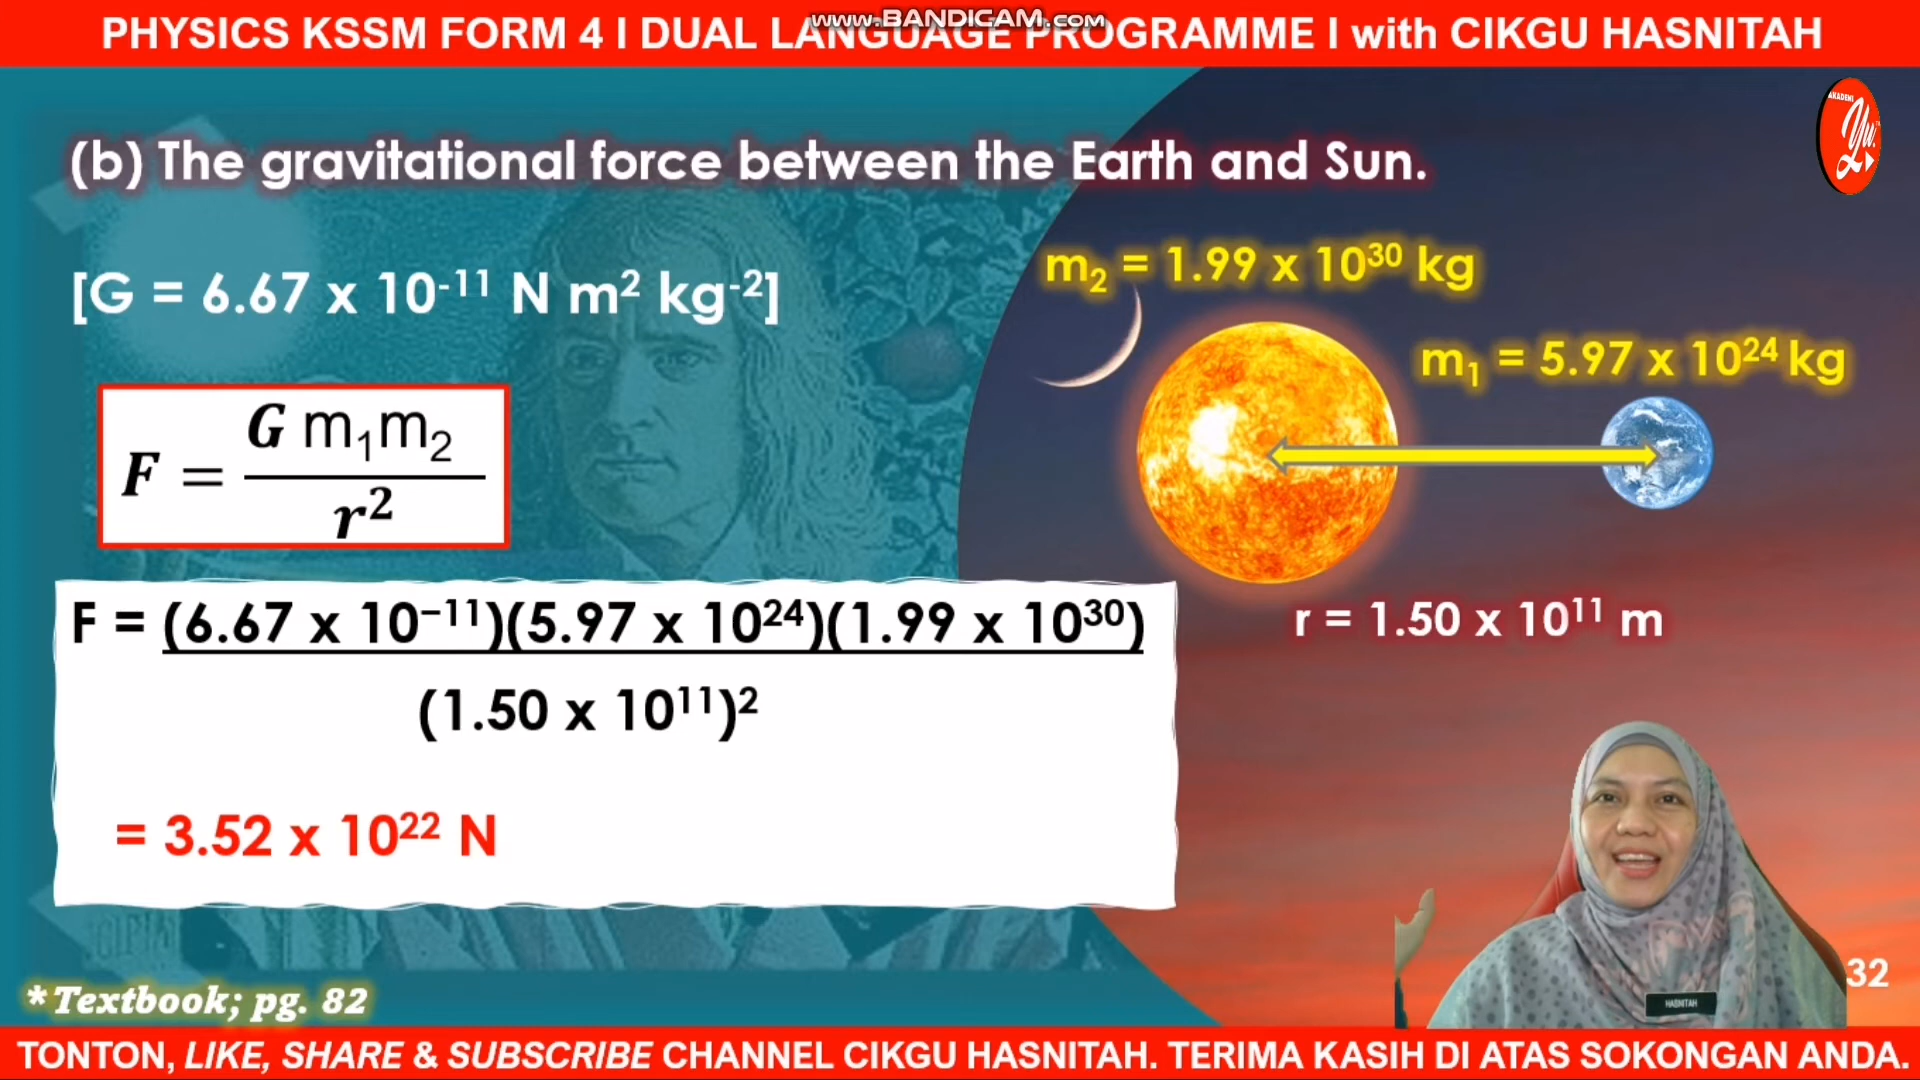 www.BANDICAM.com
PHYSICS KSSM FORM 4 I DUAL LANGUAGE PROGRAMME I with CIKGU HASNITAH
AKADEMI
Yu
(b) The gravitational force between the Earth and Sun.
[G = 6.67 x 10⁻¹¹ N m² kg⁻²]
m₂ = 1.99 x 10³⁰ kg
m₁ = 5.97 x 10²⁴ kg
F = G m₁m₂ / r²
F = (6.67 x 10⁻¹¹)(5.97 x 10²⁴)(1.99 x 10³⁰)
(1.50 x 10¹¹)²
= 3.52 x 10²² N
r = 1.50 x 10¹¹ m
HASNITAH
32
*Textbook; pg. 82
TONTON, LIKE, SHARE & SUBSCRIBE CHANNEL CIKGU HASNITAH. TERIMA KASIH DI ATAS SOKONGAN ANDA.